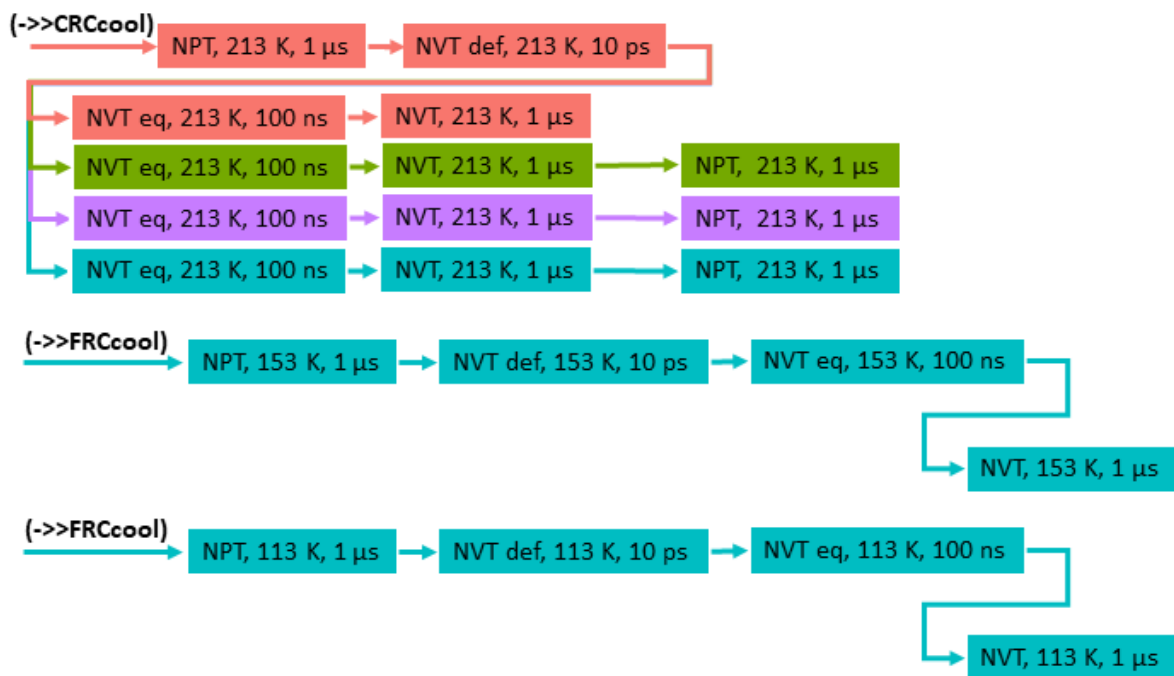 (->>CRCcool)
NPT, 213 K, 1 µs
NVT def, 213 K, 10 ps
NVT eq, 213 K, 100 ns
NVT, 213 K, 1 µs
NVT eq, 213 K, 100 ns
NVT, 213 K, 1 µs
NPT, 213 K, 1 µs
NVT eq, 213 K, 100 ns
NVT, 213 K, 1 µs
NPT, 213 K, 1 µs
NVT eq, 213 K, 100 ns
NVT, 213 K, 1 µs
NPT, 213 K, 1 µs
(->>FRCcool)
NPT, 153 K, 1 µs
NVT def, 153 K, 10 ps
NVT eq, 153 K, 100 ns
NVT, 153 K, 1 µs
(->>FRCcool)
NPT, 113 K, 1 µs
NVT def, 113 K, 10 ps
NVT eq, 113 K, 100 ns
NVT, 113 K, 1 µs